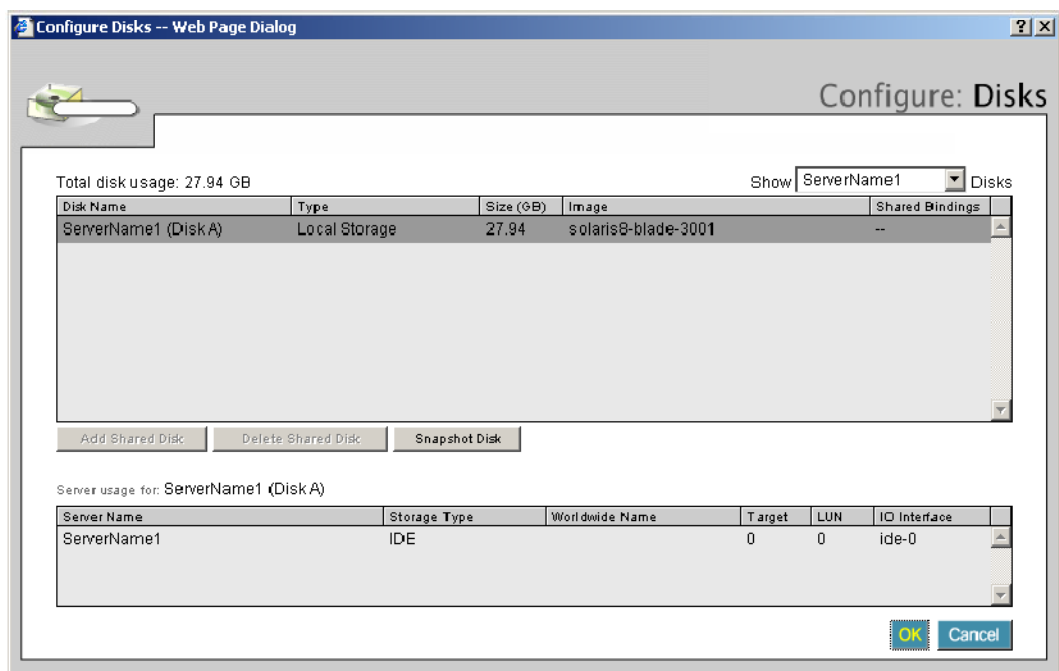 Configure Disks -- Web Page Dialog
Configure: Disks
Total disk usage: 27.94 GB
Show ServerName1 Disks
Disk Name Type Size (GB) Image Shared Bindings
ServerName1 (Disk A) Local Storage 27.94 solaris8-blade-3001 --
Add Shared Disk Delete Shared Disk Snapshot Disk
Server usage for: ServerName1 (Disk A)
Server Name Storage Type Worldwide Name Target LUN IO Interface
ServerName1 IDE 0 0 ide-0
OK Cancel